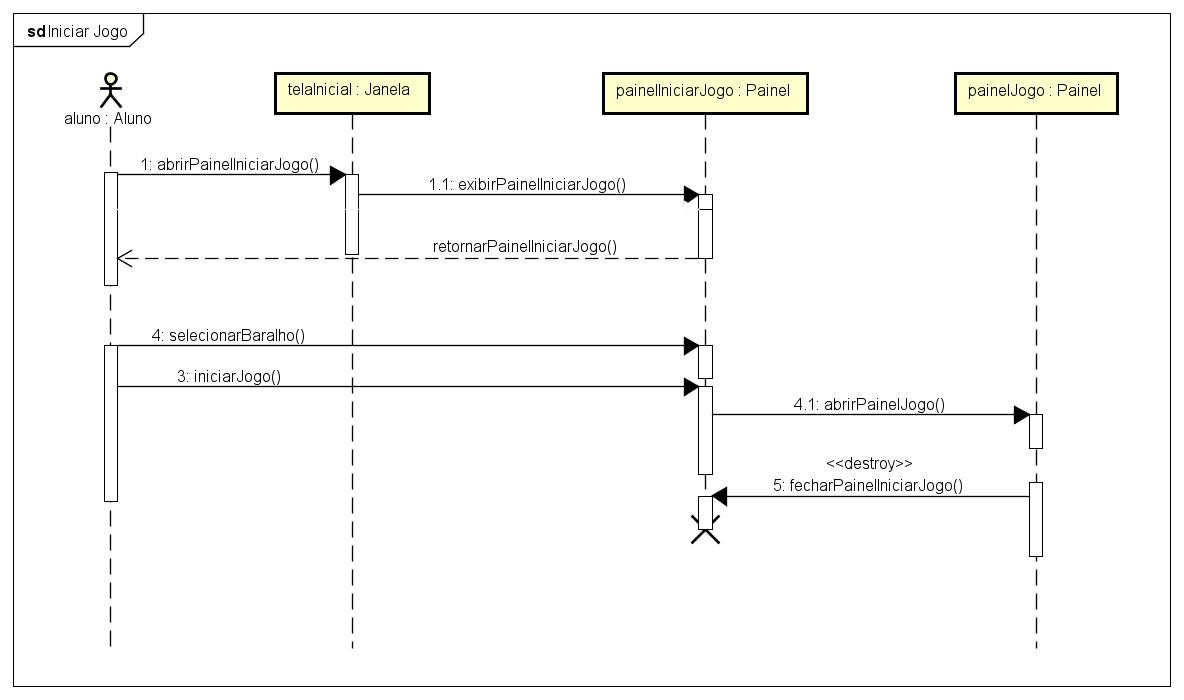 sd Iniciar Jogo
aluno : Aluno
telaInicial : Janela
painelIniciarJogo : Painel
painelJogo : Painel
1: abrirPainelIniciarJogo()
1.1: exibirPainelIniciarJogo()
retornarPainelIniciarJogo()
4: selecionarBaralho()
3: iniciarJogo()
4.1: abrirPainelJogo()
<<destroy>>
5: fecharPainelIniciarJogo()